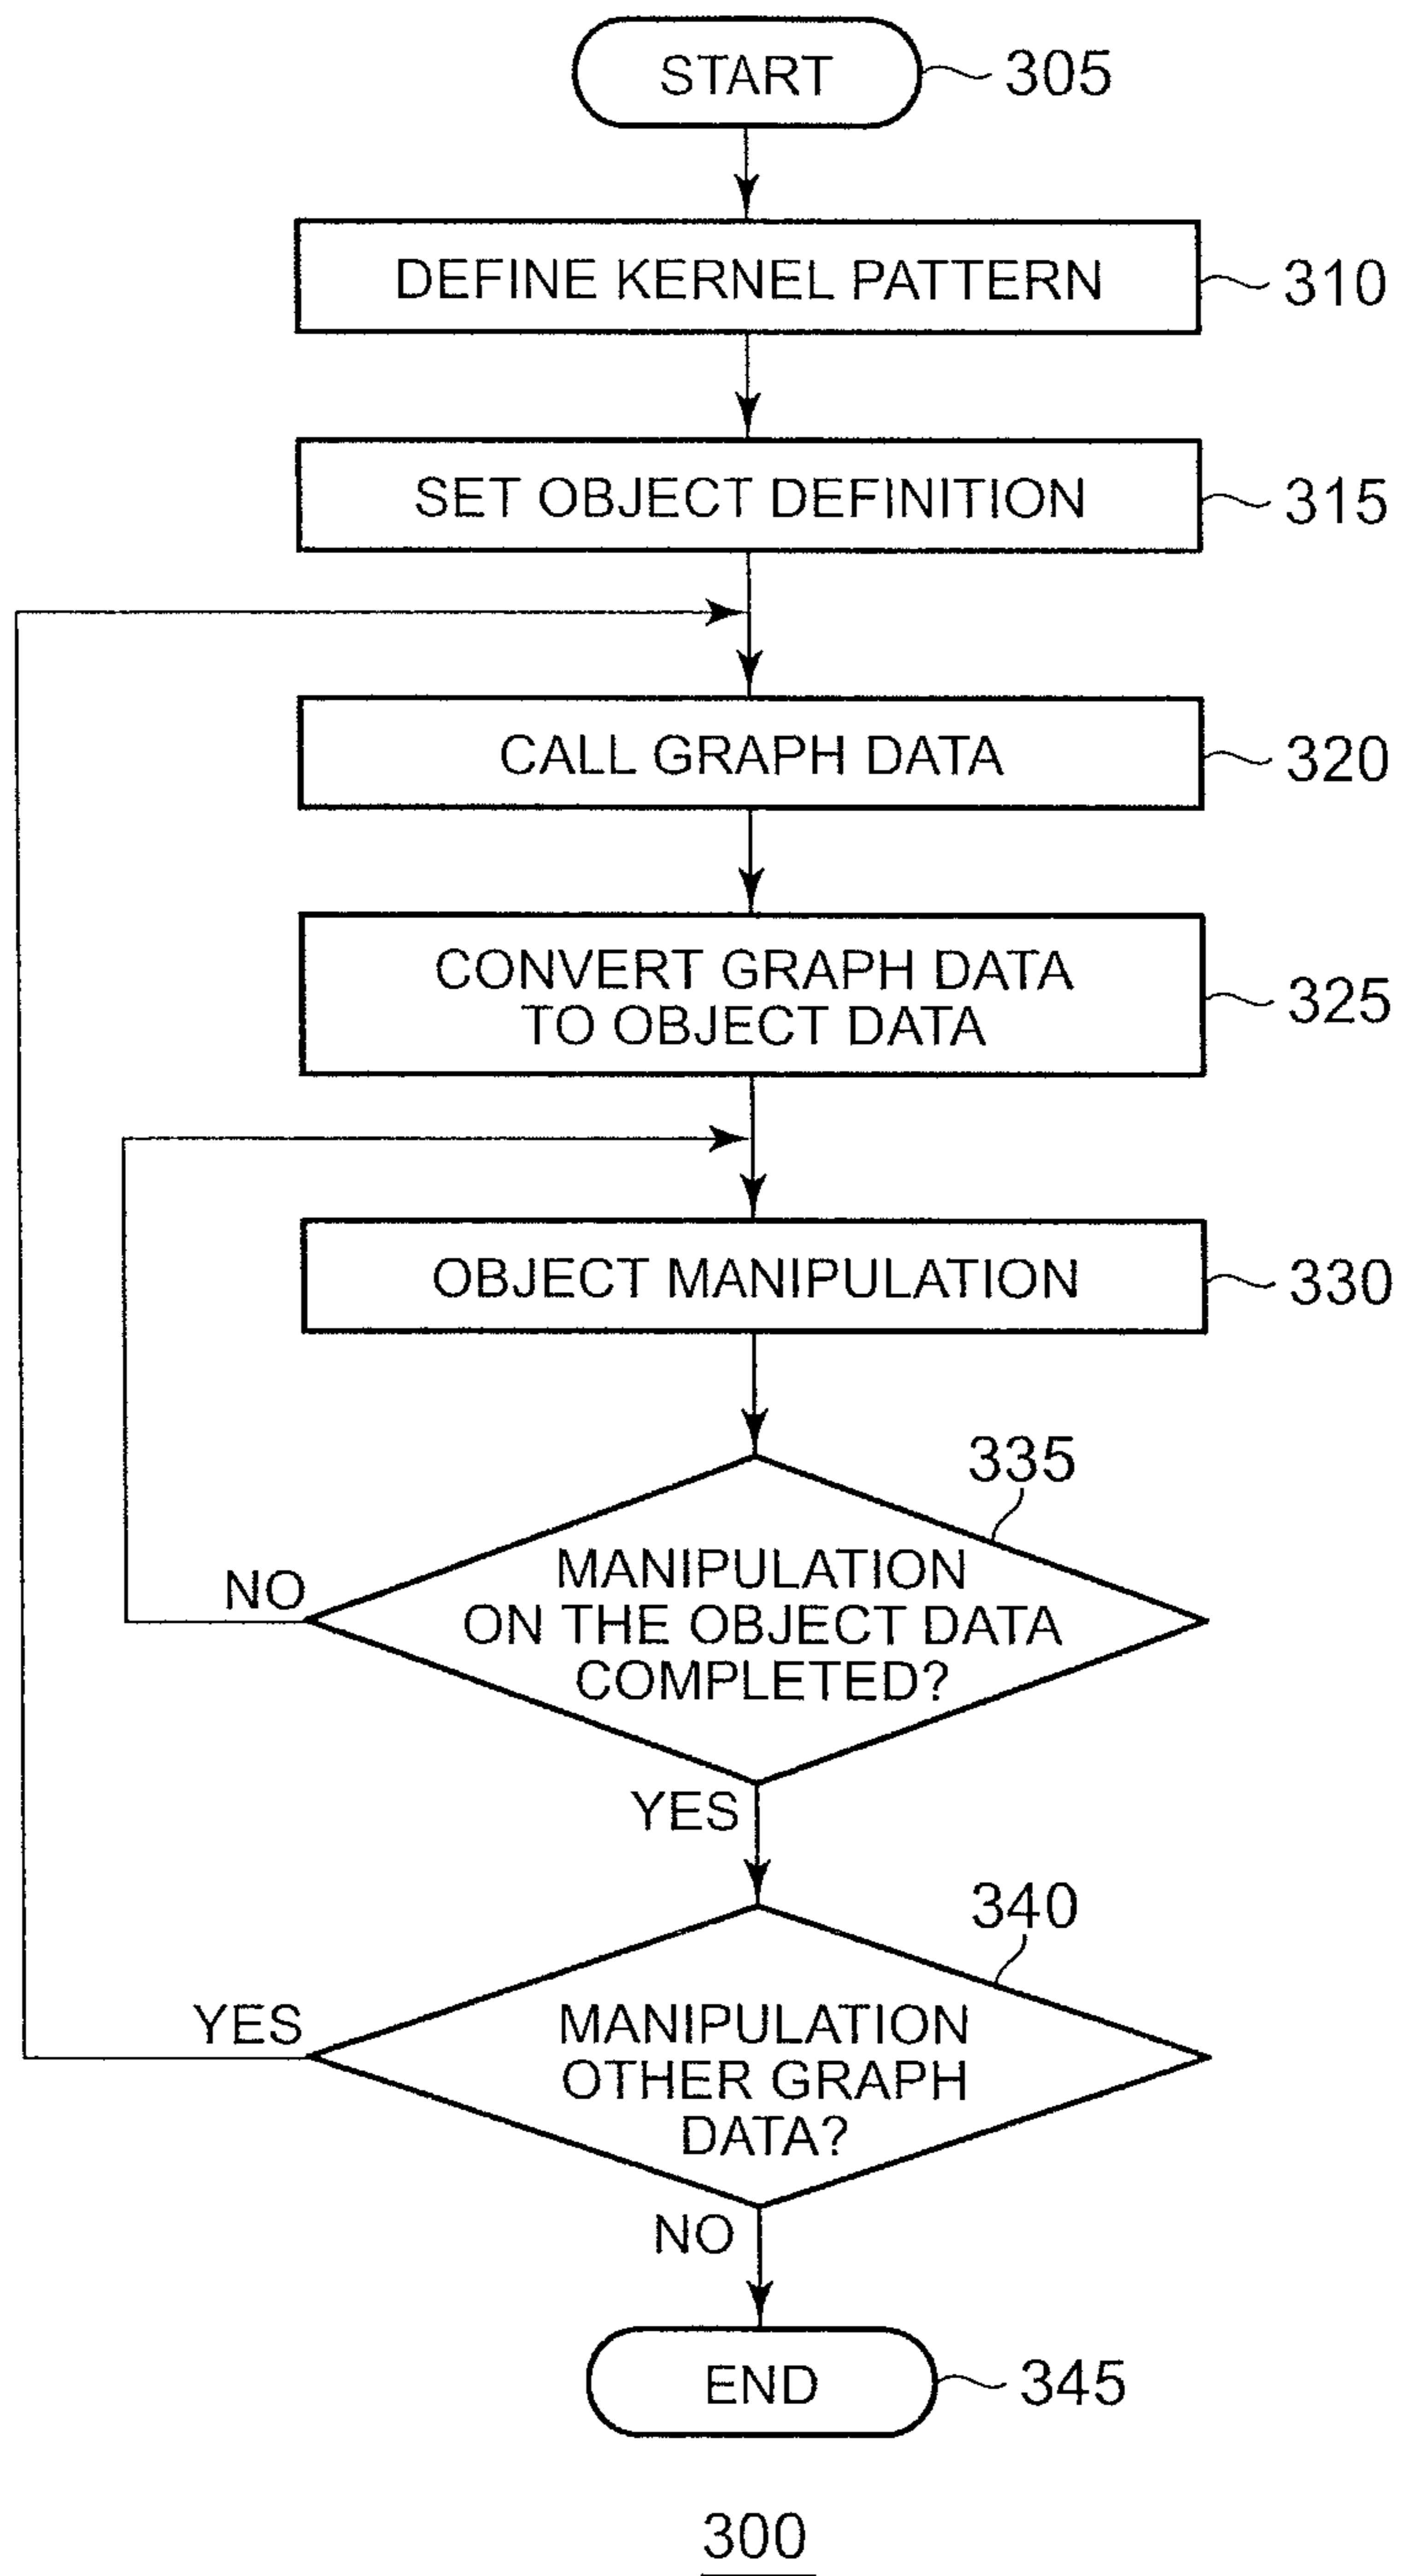 START
305
DEFINE KERNEL PATTERN
310
SET OBJECT DEFINITION
315
CALL GRAPH DATA
320
CONVERT GRAPH DATA
TO OBJECT DATA
325
OBJECT MANIPULATION
330
335
MANIPULATION
ON THE OBJECT DATA
COMPLETED?
NO
YES
340
MANIPULATION
OTHER GRAPH
DATA?
YES
NO
END
345
300